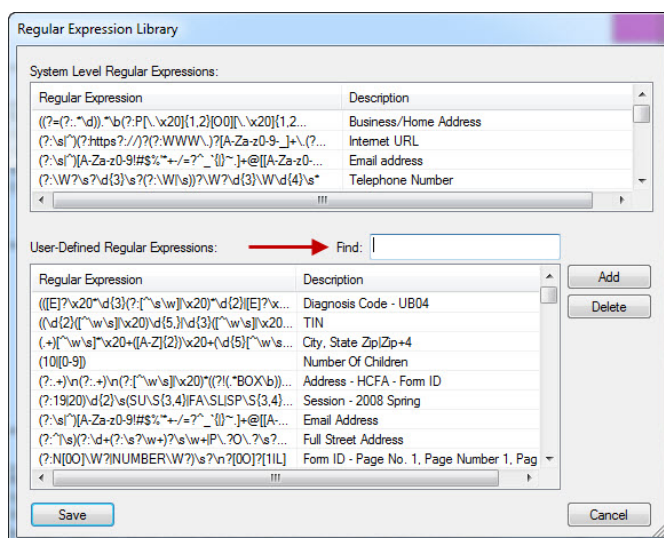 Regular Expression Library
System Level Regular Expressions:
Regular Expression Description
((?=(?:.*\d)).*\b(?:P[\.\x20]{1,2}[O0][\.\x20]{1,2... Business/Home Address
(?:\s|^)(?:https?://)?(?:WWW\.)?[A-Za-z0-9-_]+\.(?... Internet URL
(?:\s|^)[A-Za-z0-9!#$%'*+-/=?^_`{|}~.]+@[[A-Za-z0-... Email address
(?:\W?\s?\d{3}\s?(?:\W|\s))?\W?\d{3}\W\d{4}\s* Telephone Number
User-Defined Regular Expressions: Find:
Regular Expression Description
(([E]?\x20*\d{3}(?:[^\s\w]|\x20)*\d{2}|[E]?\x... Diagnosis Code - UB04
((\d{2}([^\w\s]|\x20)\d{5,}|\d{3}([^\w\s]|\x20... TIN
(.+)[^\w\s]*\x20+([A-Z]{2})\x20+(\d{5}[^\w\s... City, State Zip|Zip+4
(10|[0-9]) Number Of Children
(?:.+)\n(?:.+)\n(?:[^\w\s]|\x20)*((?!(.*BOX\b))... Address - HCFA - Form ID
(?:19|20)\d{2}\s(SU\S{3,4}|FA\SL|SP\S{3,4}... Session - 2008 Spring
(?:\s|^)[A-Za-z0-9!#$%'*+-/=?^_`{|}~.]+@[[A-... Email Address
(?:^|\s)(?:\d+(?:\s?\w+)?\s\w+|P\.?O\.?\s?... Full Street Address
(?:N[0O]\W?|NUMBER\W?)\s?\n?[0O]?[1IL] Form ID - Page No. 1, Page Number 1, Pag
Add
Delete
Save
Cancel